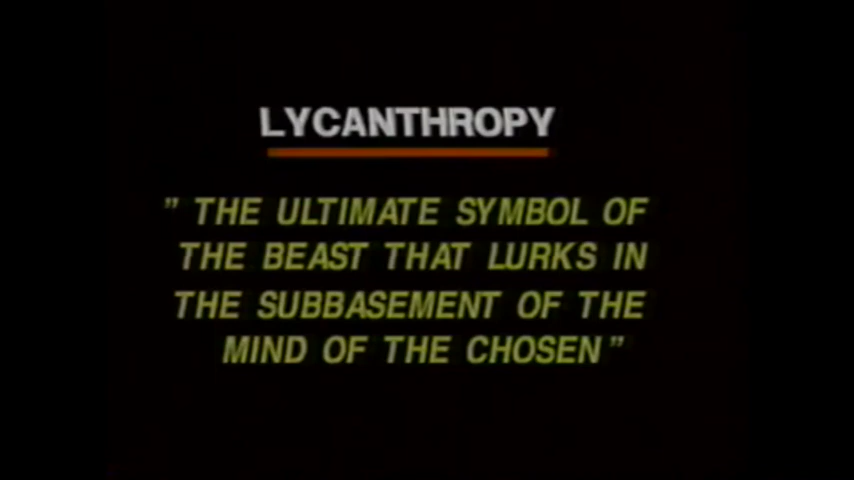 LYCANTHROPY
" THE ULTIMATE SYMBOL OF
THE BEAST THAT LURKS IN
THE SUBBASEMENT OF THE
MIND OF THE CHOSEN"